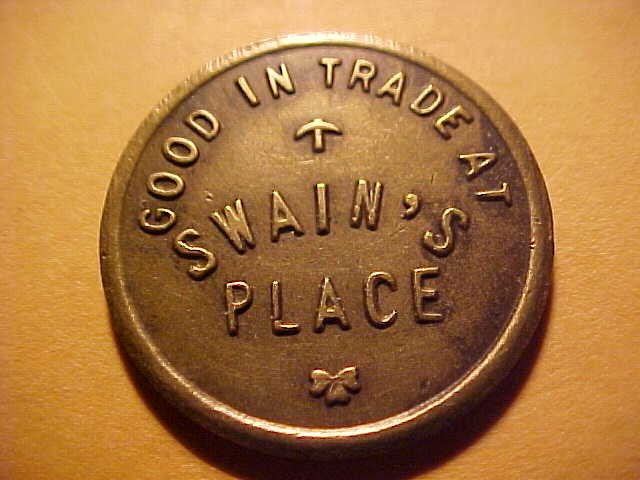 GOOD IN TRADE AT
SWAIN'S
PLACE